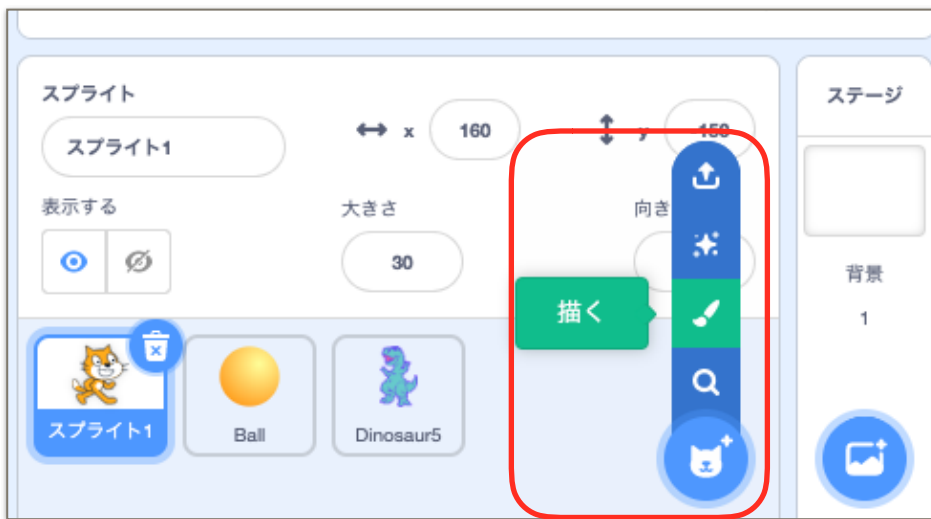 スプライト
スプライト1
x 160
y 150
表示する
大きさ
向き
30
描く
スプライト1
Ball
Dinosaur5
ステージ
背景
1